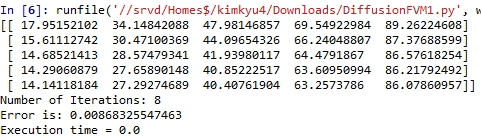 In [6]: runfile('//srvd/Homes$/kimkyu4/Downloads/DiffusionFVM1.py', w
[[ 17.95152102 34.14842088 47.98146857 69.54922984 89.26224608]
[ 15.61112742 30.47100369 44.09654326 66.24048807 87.37688599]
[ 14.68521413 28.57479341 41.93980117 64.4791867 86.57618254]
[ 14.29060879 27.65890148 40.85222517 63.60950994 86.21792492]
[ 14.14118184 27.29274689 40.40761904 63.2573786 86.07860957]]
Number of Iterations: 8
Error is: 0.00868325547463
Execution time = 0.0